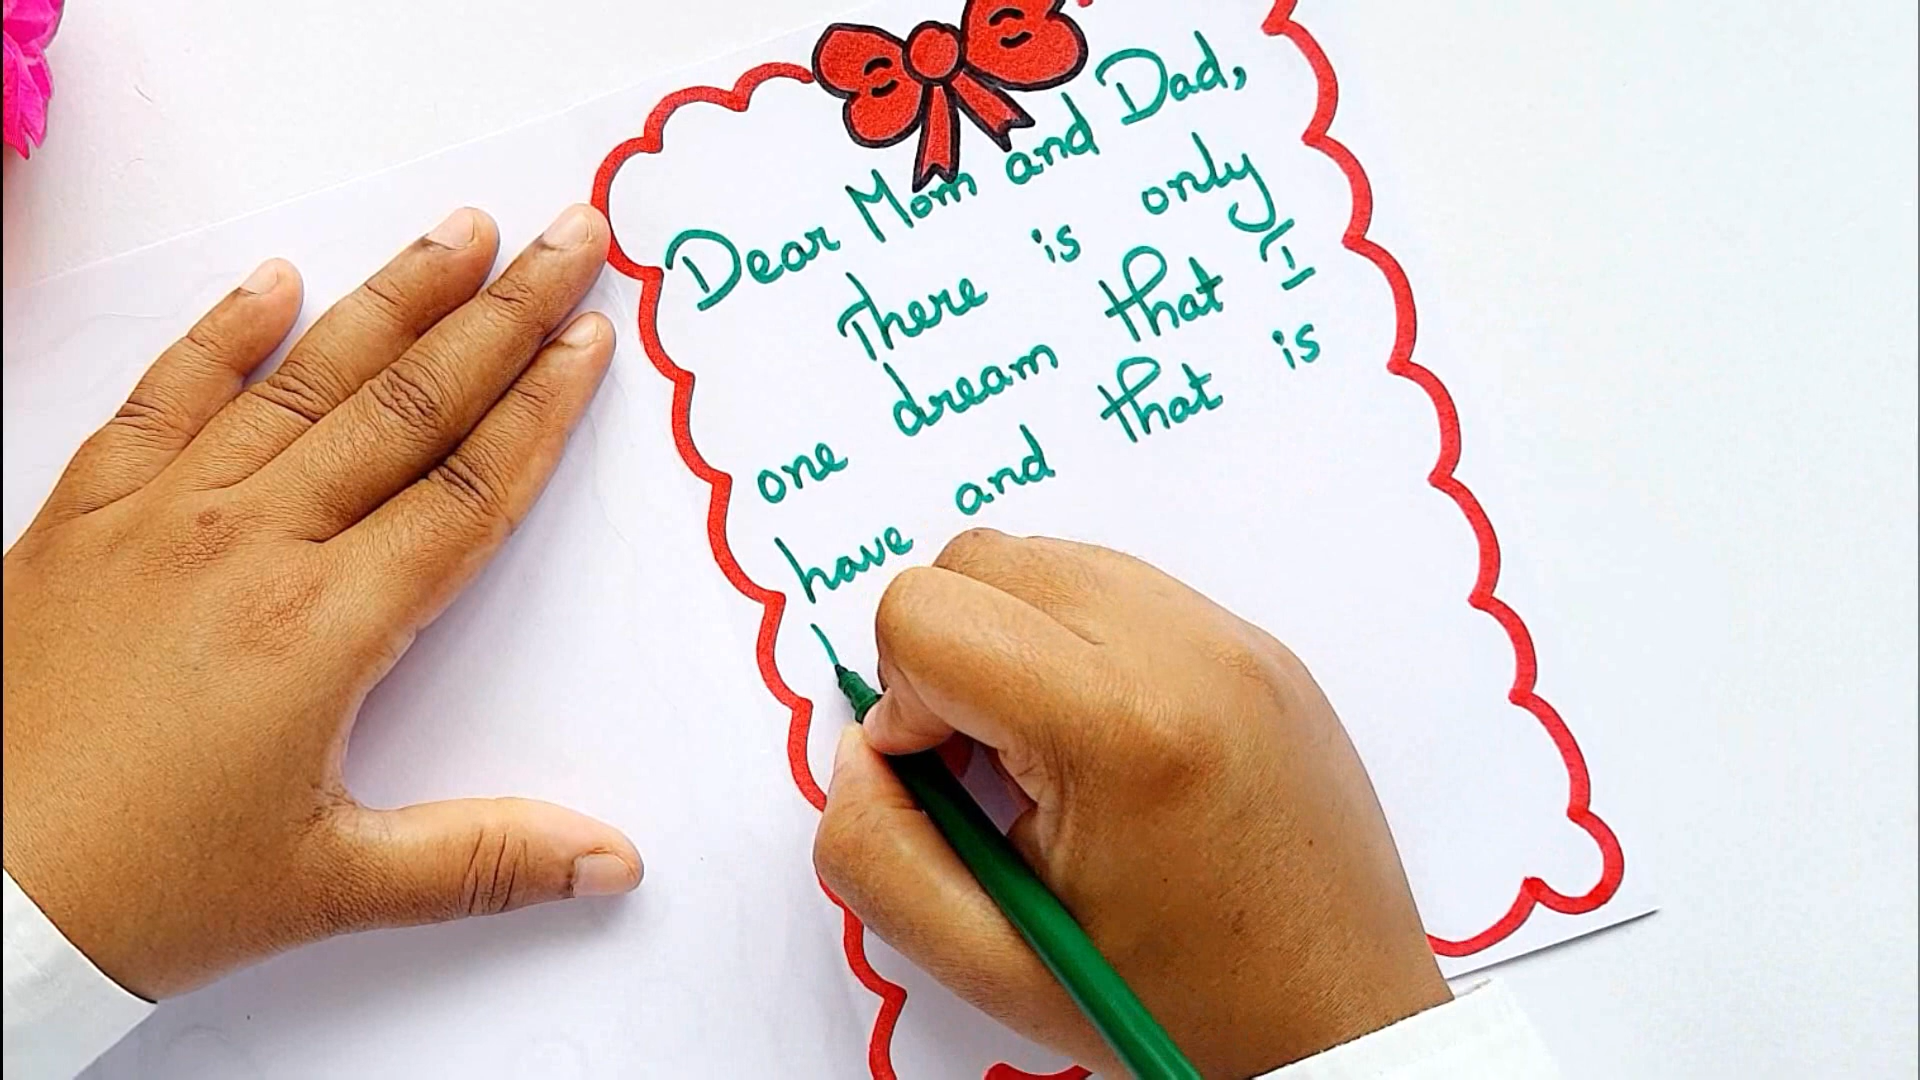 Dear Mom and Dad,
There is only
one dream that I
have and that is